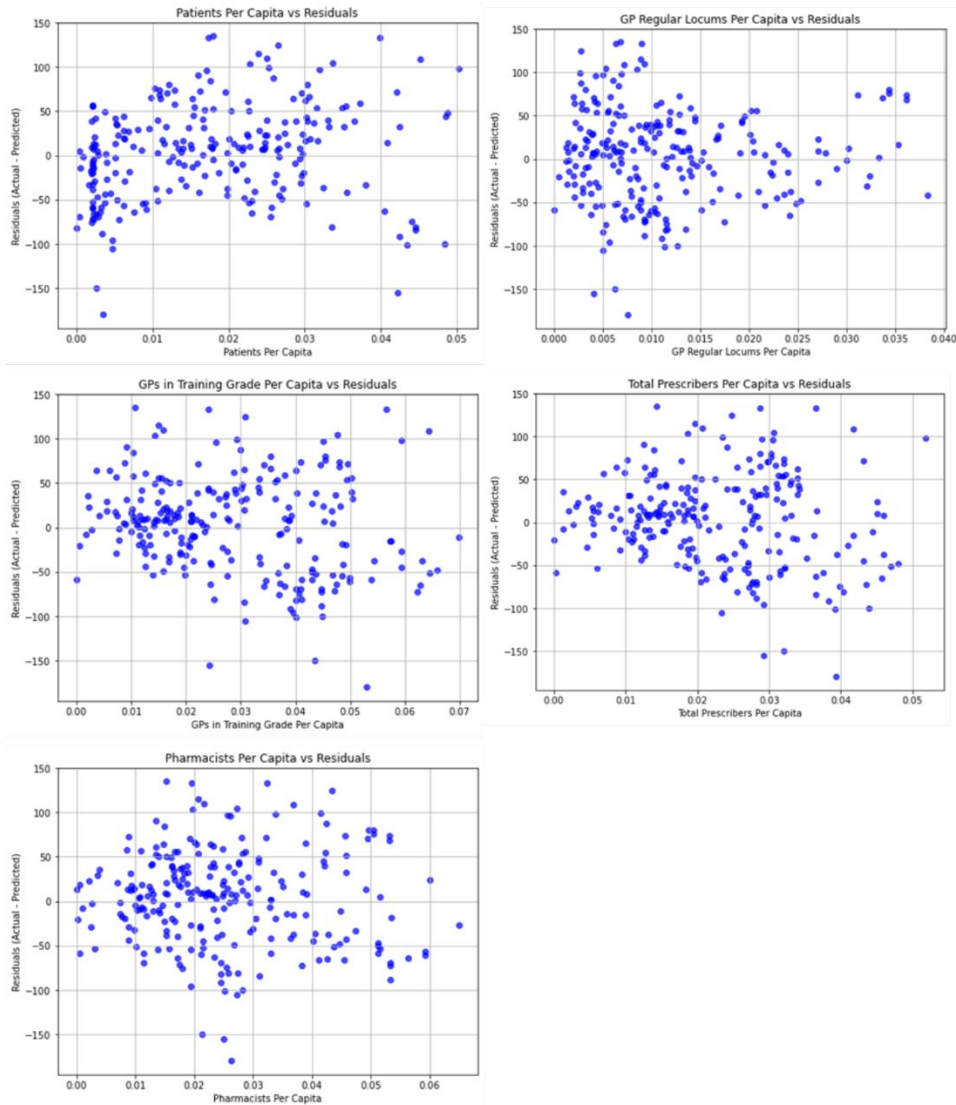 Patients Per Capita vs Residuals
150
100
50
0
−50
−100
−150
Residuals (Actual - Predicted)
0.00 0.01 0.02 0.03 0.04 0.05
Patients Per Capita
GP Regular Locums Per Capita vs Residuals
150
100
50
0
−50
−100
−150
Residuals (Actual - Predicted)
0.000 0.005 0.010 0.015 0.020 0.025 0.030 0.035 0.040
GP Regular Locums Per Capita
GPs in Training Grade Per Capita vs Residuals
150
100
50
0
−50
−100
−150
Residuals (Actual - Predicted)
0.00 0.01 0.02 0.03 0.04 0.05 0.06 0.07
GPs in Training Grade Per Capita
Total Prescribers Per Capita vs Residuals
150
100
50
0
−50
−100
−150
Residuals (Actual - Predicted)
0.00 0.01 0.02 0.03 0.04 0.05
Total Prescribers Per Capita
Pharmacists Per Capita vs Residuals
150
100
50
0
−50
−100
−150
Residuals (Actual - Predicted)
0.00 0.01 0.02 0.03 0.04 0.05 0.06
Pharmacists Per Capita